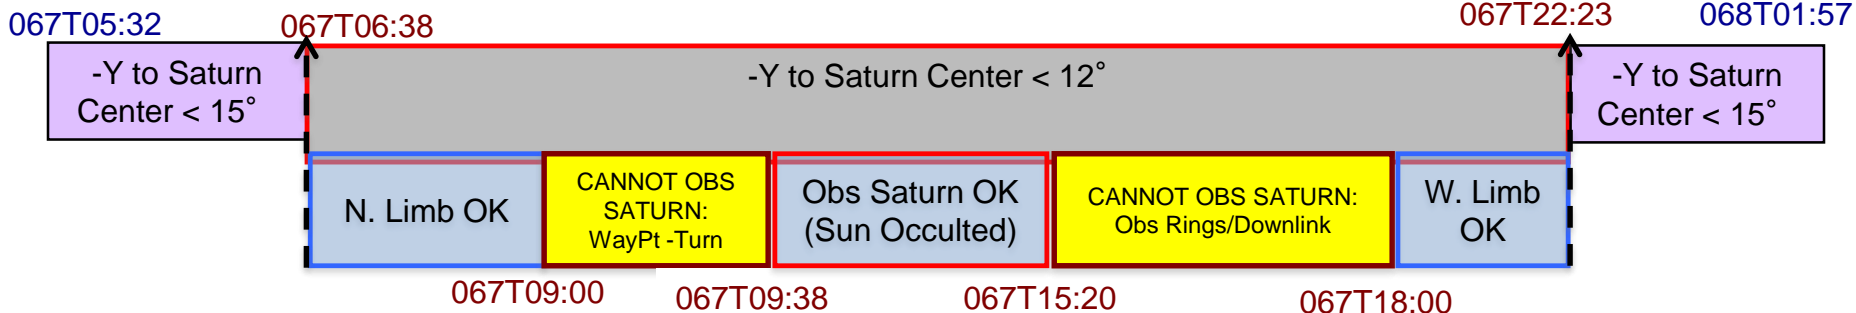 067T05:32
067T06:38
067T22:23
068T01:57
-Y to Saturn
Center < 15°
-Y to Saturn Center < 12°
-Y to Saturn
Center < 15°
N. Limb OK
CANNOT OBS
SATURN:
WayPt -Turn
Obs Saturn OK
(Sun Occulted)
CANNOT OBS SATURN:
Obs Rings/Downlink
W. Limb
OK
067T09:00
067T09:38
067T15:20
067T18:00